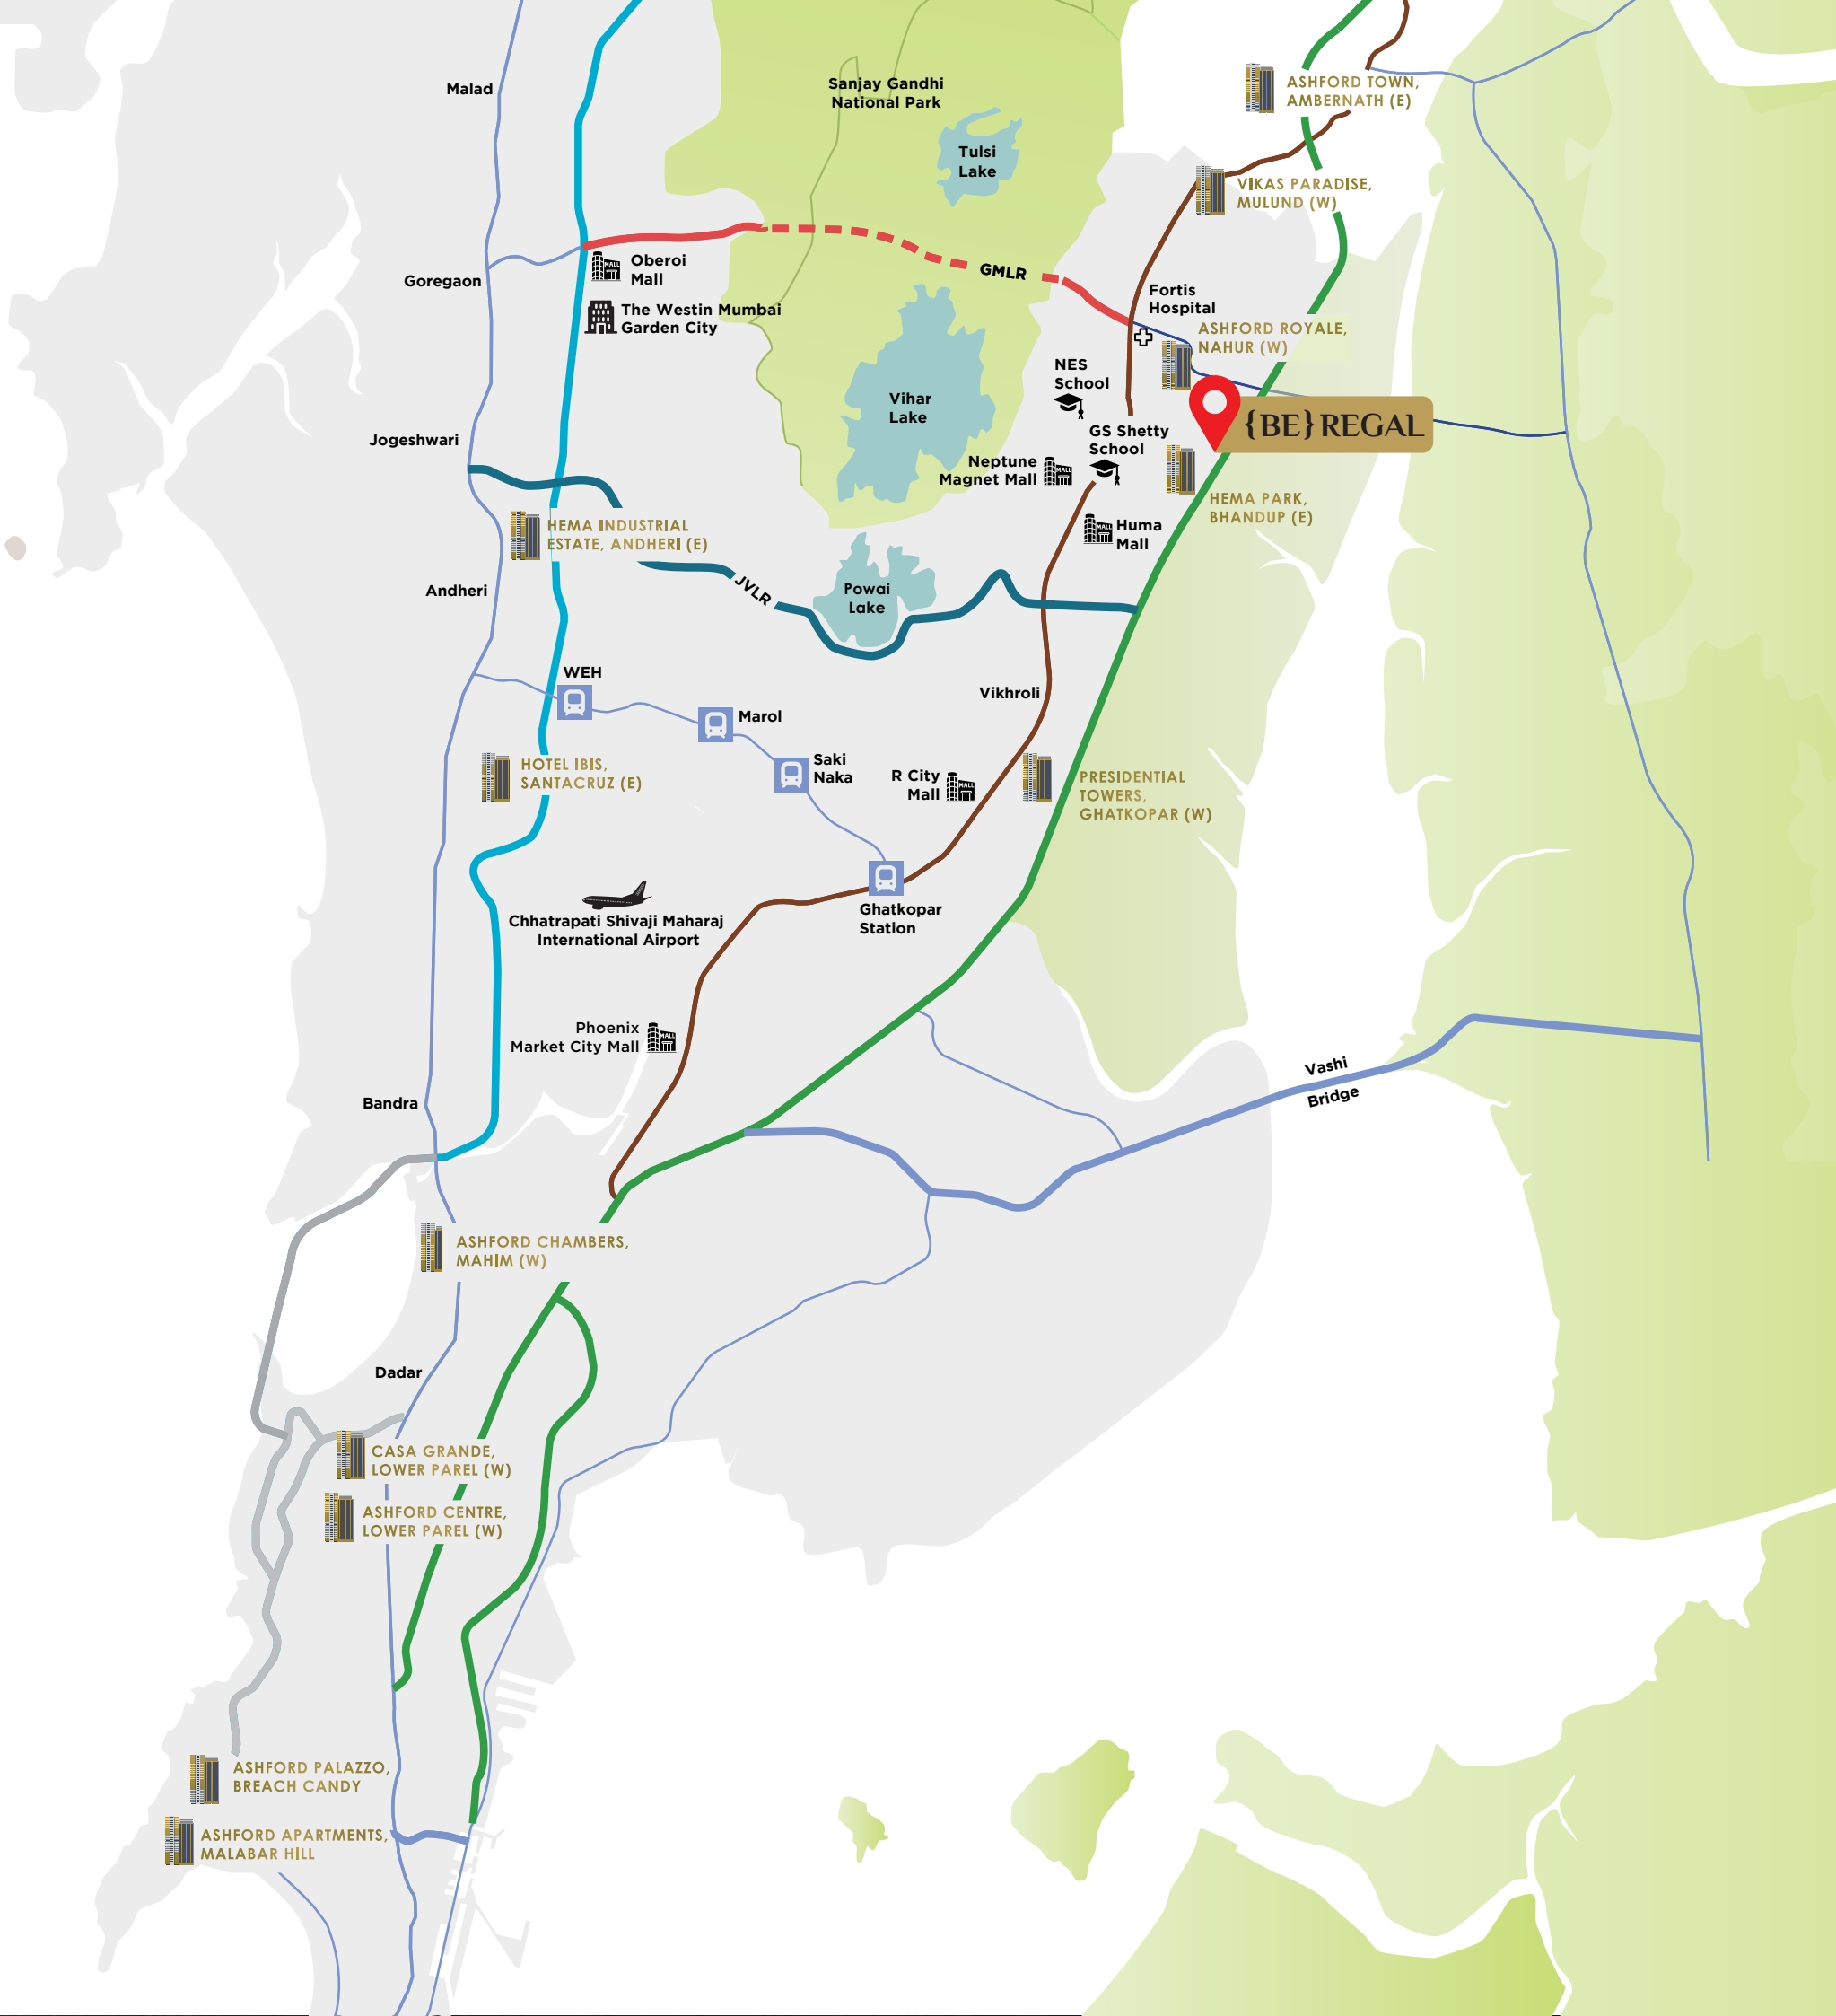 Malad
Sanjay Gandhi
National Park
ASHFORD TOWN,
AMBERNATH (E)
Tulsi
Lake
VIKAS PARADISE,
MULUND (W)
Oberoi
Mall
GMLR
Goregaon
Fortis
Hospital
The Westin Mumbai
Garden City
ASHFORD ROYALE,
NAHUR (W)
NES
School
Vihar
Lake
{BE} REGAL
Jogeshwari
GS Shetty
School
Neptune
Magnet Mall
MALL
HEMA PARK,
BHANDUP (E)
HEMA INDUSTRIAL
ESTATE, ANDHERI (E)
Huma
Mall
MALL
Andheri
JVLR
Powai
Lake
WEH
Vikhroli
Marol
HOTEL IBIS,
SANTACRUZ (E)
Saki
Naka
R City
Mall
MALL
PRESIDENTIAL
TOWERS,
GHATKOPAR (W)
Chhatrapati Shivaji Maharaj
International Airport
Ghatkopar
Station
Phoenix
Market City Mall
MALL
Vashi
Bridge
Bandra
ASHFORD CHAMBERS,
MAHIM (W)
Dadar
CASA GRANDE,
LOWER PAREL (W)
ASHFORD CENTRE,
LOWER PAREL (W)
ASHFORD PALAZZO,
BREACH CANDY
ASHFORD APARTMENTS,
MALABAR HILL